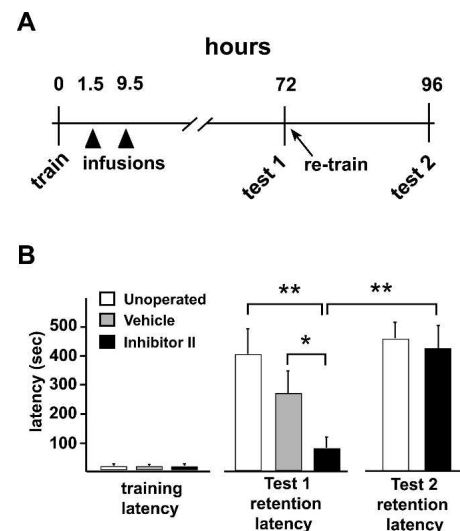 A
hours
0 1.5 9.5 72 96
train infusions test 1 re-train test 2
B
Unoperated
Vehicle
Inhibitor II
** **
*
latency (sec)
500
400
300
200
100
training
latency
Test 1
retention
latency
Test 2
retention
latency